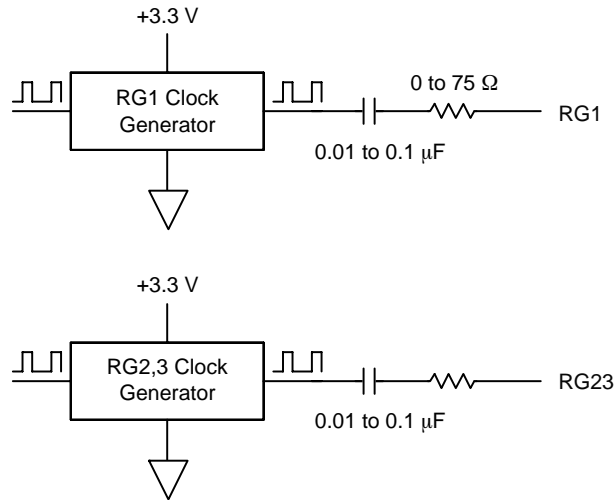 +3.3 V
RG1 Clock
Generator
0 to 75 Ω
RG1
0.01 to 0.1 μF
+3.3 V
RG2,3 Clock
Generator
RG23
0.01 to 0.1 μF